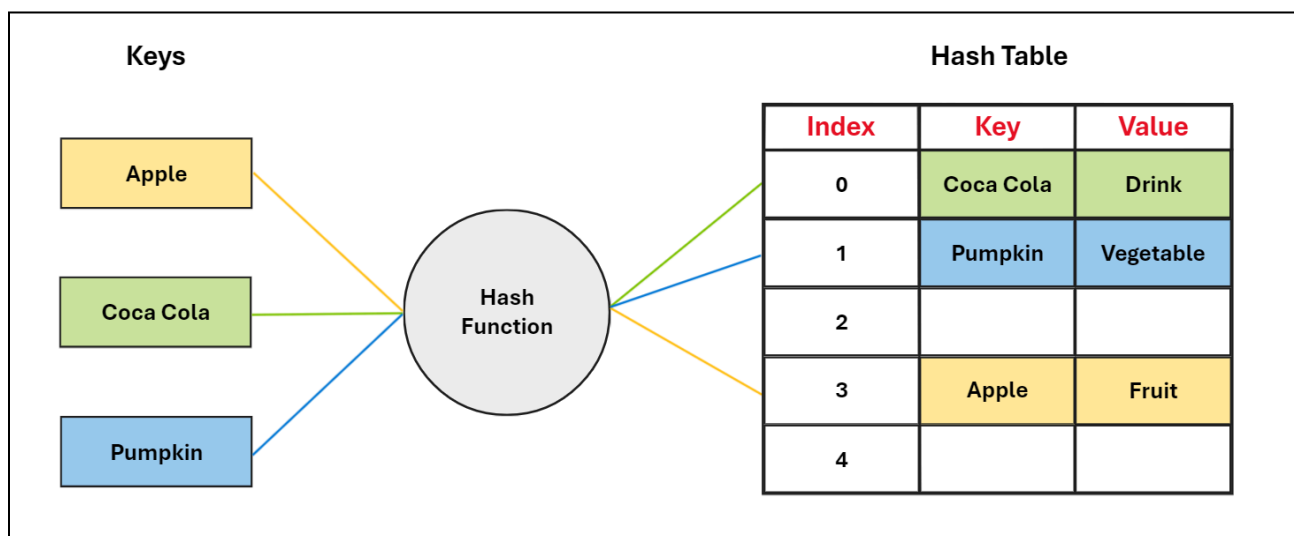 Keys
Hash Table
Apple
Coca Cola
Pumpkin
Hash
Function
Index Key Value
0 Coca Cola Drink
1 Pumpkin Vegetable
2
3 Apple Fruit
4